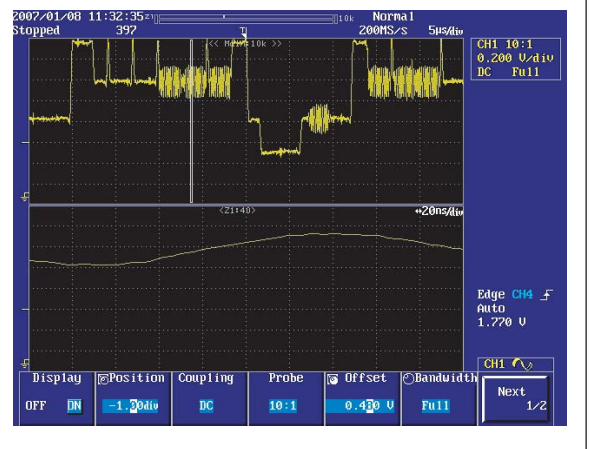 2007/01/08 11:32:35 Normal
Stopped 397 200MS/s 5µs/div
<< Main:10k >>
10k
CH1 10:1
0.200 V/div
DC Full
<Z1:40>
20ns/div
Edge CH4
Auto
1.770 V
CH1
Display Position Coupling Probe Offset Bandwidth
OFF ON -1.00div DC 10:1 0.400 V Full
Next
1/2